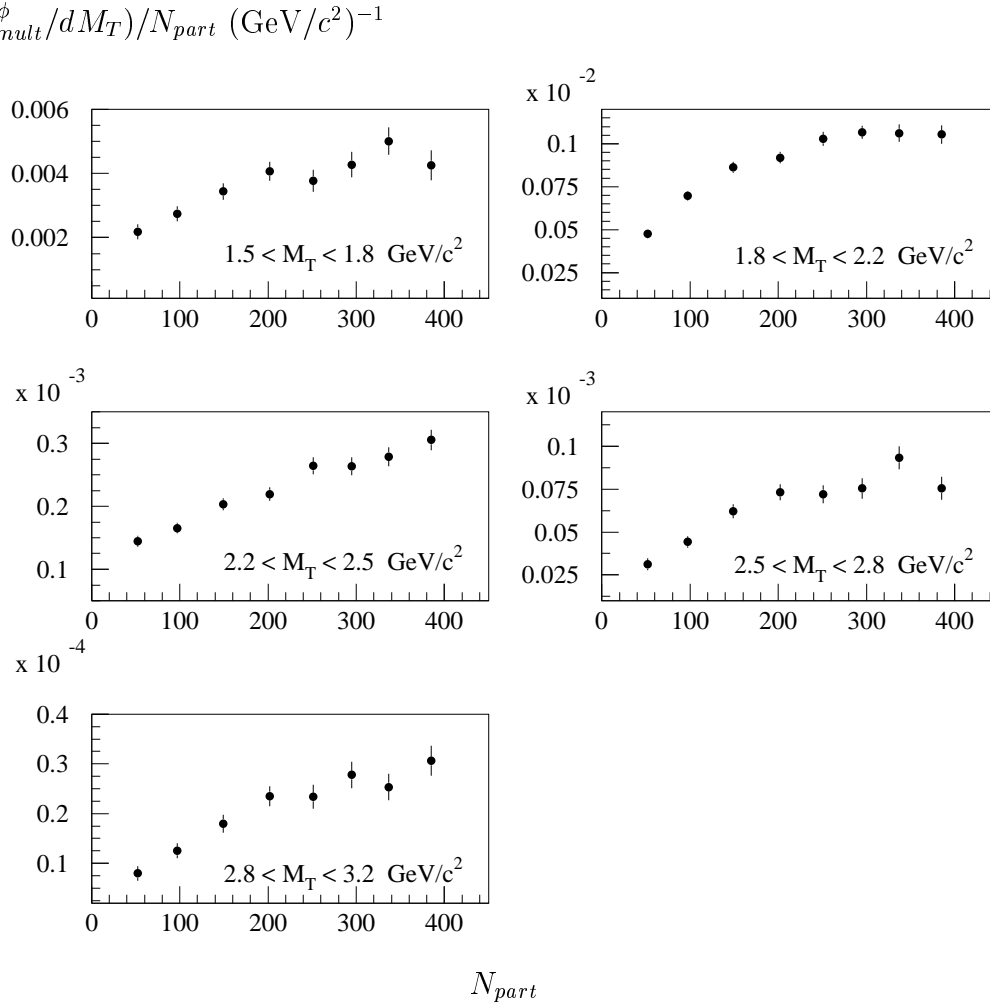 ϕ
mult/dM_T)/N_part (GeV/c²)⁻¹
0.006
0.004
0.002
1.5 < M_T < 1.8 GeV/c²
0 100 200 300 400
x 10 -2
0.1
0.075
0.05
0.025
1.8 < M_T < 2.2 GeV/c²
0 100 200 300 400
x 10 -3
0.3
0.2
0.1
2.2 < M_T < 2.5 GeV/c²
0 100 200 300 400
x 10 -3
0.1
0.075
0.05
0.025
2.5 < M_T < 2.8 GeV/c²
0 100 200 300 400
x 10 -4
0.4
0.3
0.2
0.1
2.8 < M_T < 3.2 GeV/c²
0 100 200 300 400
N_part